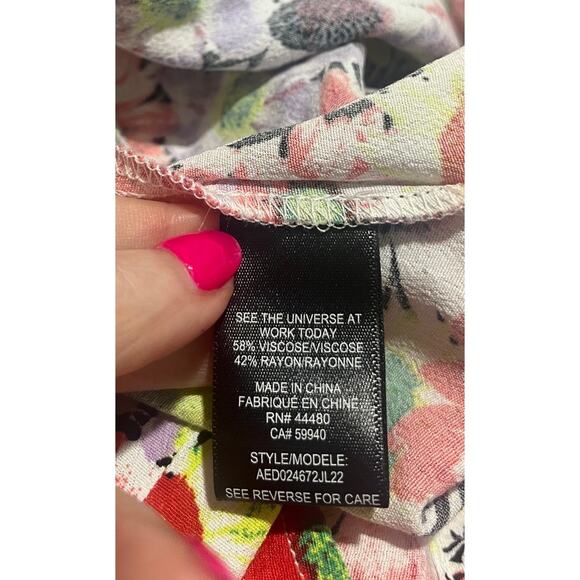 SEE THE UNIVERSE AT
WORK TODAY
58% VISCOSE/VISCOSE
42% RAYON/RAYONNE
MADE IN CHINA
FABRIQUÉ EN CHINE
RN# 44480
CA# 59940
STYLE/MODELE:
AED024672JL22
SEE REVERSE FOR CARE